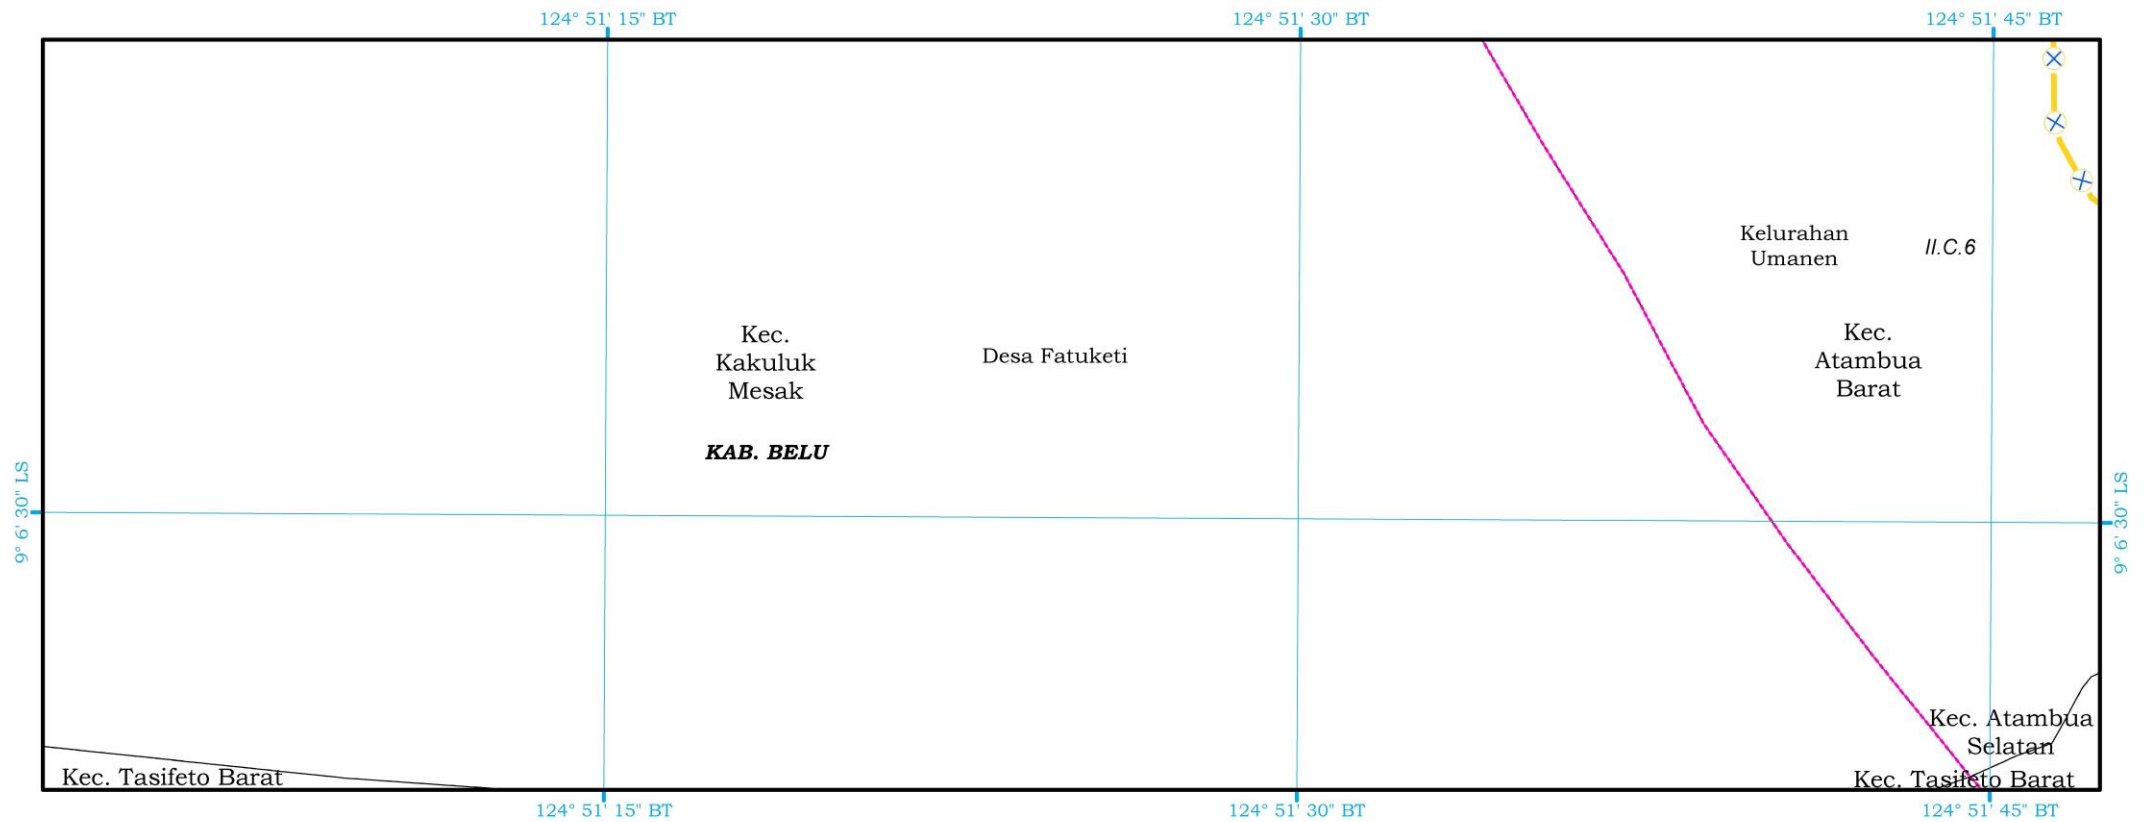 124° 51' 15" BT
124° 51' 30" BT
124° 51' 45" BT
Kelurahan
Umanen
II.C.6
Kec.
Kakuluk
Mesak
Desa Fatuketi
Kec.
Atambua
Barat
KAB. BELU
9° 6' 30" LS
9° 6' 30" LS
Kec. Atambua
Selatan
Kec. Tasifeto Barat
Kec. Tasifeto Barat
124° 51' 15" BT
124° 51' 30" BT
124° 51' 45" BT